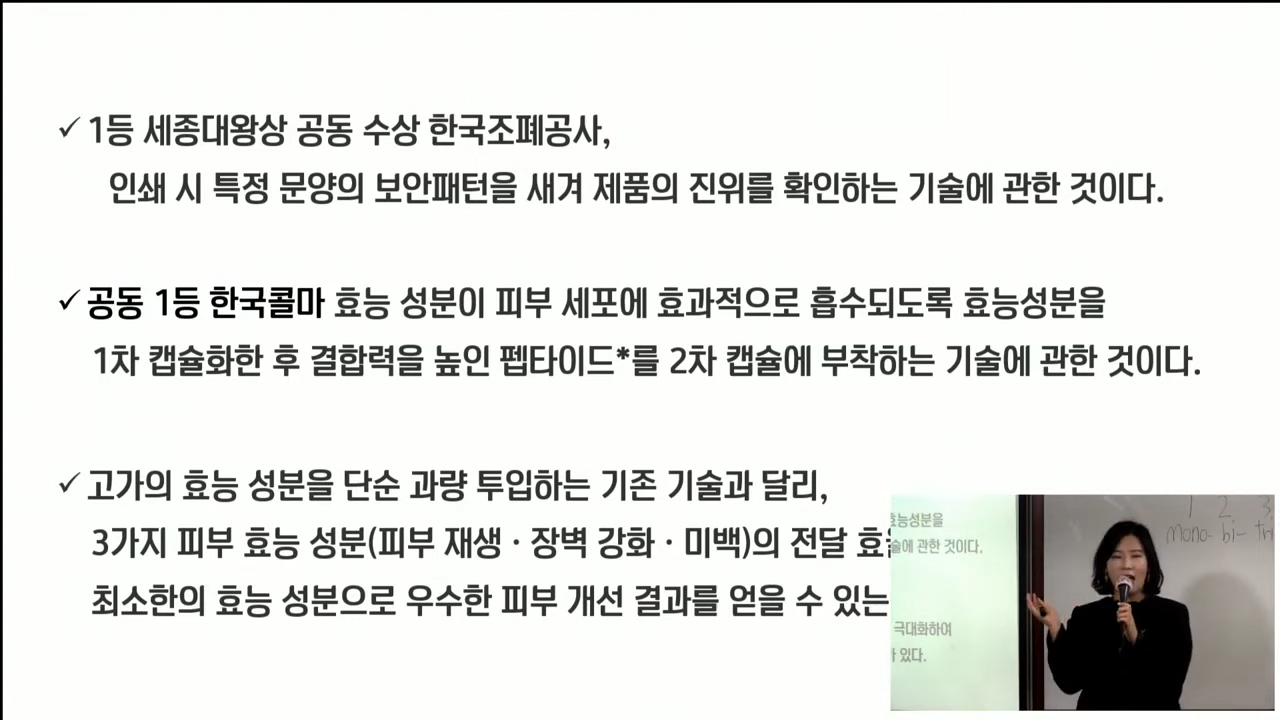 ✓ 1등 세종대왕상 공동 수상 한국조폐공사,
인쇄 시 특정 문양의 보안패턴을 새겨 제품의 진위를 확인하는 기술에 관한 것이다.
✓ 공동 1등 한국콜마 효능 성분이 피부 세포에 효과적으로 흡수되도록 효능성분을
1차 캡슐화한 후 결합력을 높인 펩타이드*를 2차 캡슐에 부착하는 기술에 관한 것이다.
✓ 고가의 효능 성분을 단순 과량 투입하는 기존 기술과 달리,
3가지 피부 효능 성분(피부 재생 · 장벽 강화 · 미백)의 전달
최소한의 효능 성분으로 우수한 피부 개선 결과를 얻을 수 있는
효능성분을
술에 관한 것이다.
극대화하여
있다.
1 2 3
mono- bi- tri